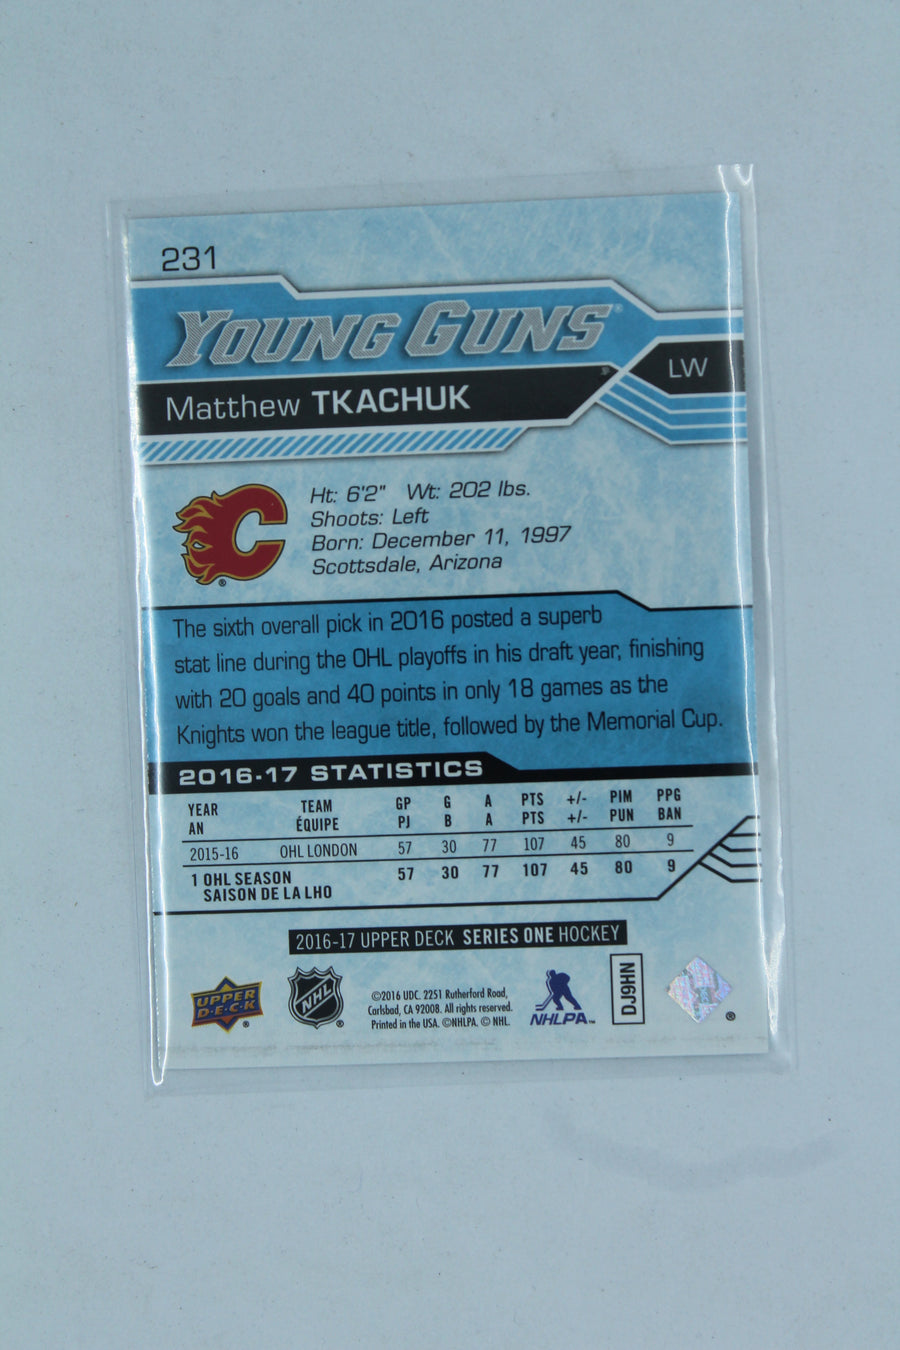 231
YOUNG GUNS®
Matthew TKACHUK
LW
Ht: 6'2" Wt: 202 lbs.
Shoots: Left
Born: December 11, 1997
Scottsdale, Arizona
The sixth overall pick in 2016 posted a superb
stat line during the OHL playoffs in his draft year, finishing
with 20 goals and 40 points in only 18 games as the
Knights won the league title, followed by the Memorial Cup.
2016-17 STATISTICS
YEAR TEAM GP G A PTS +/- PIM PPG
AN ÉQUIPE PJ B A PTS +/- PUN BAN
2015-16 OHL LONDON 57 30 77 107 45 80 9
1 OHL SEASON 57 30 77 107 45 80 9
SAISON DE LA LHO
2016-17 UPPER DECK SERIES ONE HOCKEY
UPPER DECK®
NHL®
©2016 UDC. 2251 Rutherford Road,
Carlsbad, CA 92008. All rights reserved.
Printed in the USA. ©NHLPA. © NHL.
NHLPA™
DJ9HN
®